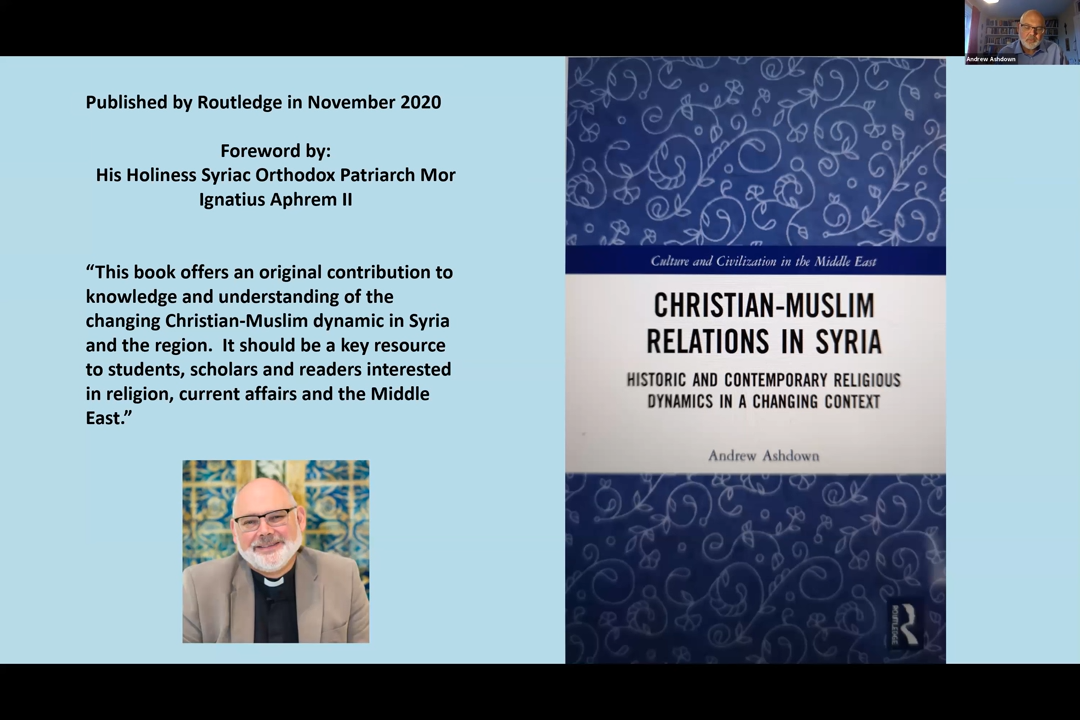 Andrew Ashdown
Published by Routledge in November 2020
Foreword by:
His Holiness Syriac Orthodox Patriarch Mor
Ignatius Aphrem II
“This book offers an original contribution to
knowledge and understanding of the
changing Christian-Muslim dynamic in Syria
and the region.  It should be a key resource
to students, scholars and readers interested
in religion, current affairs and the Middle
East.”
Culture and Civilization in the Middle East
CHRISTIAN-MUSLIM
RELATIONS IN SYRIA
HISTORIC AND CONTEMPORARY RELIGIOUS
DYNAMICS IN A CHANGING CONTEXT
Andrew Ashdown
ROUTLEDGE